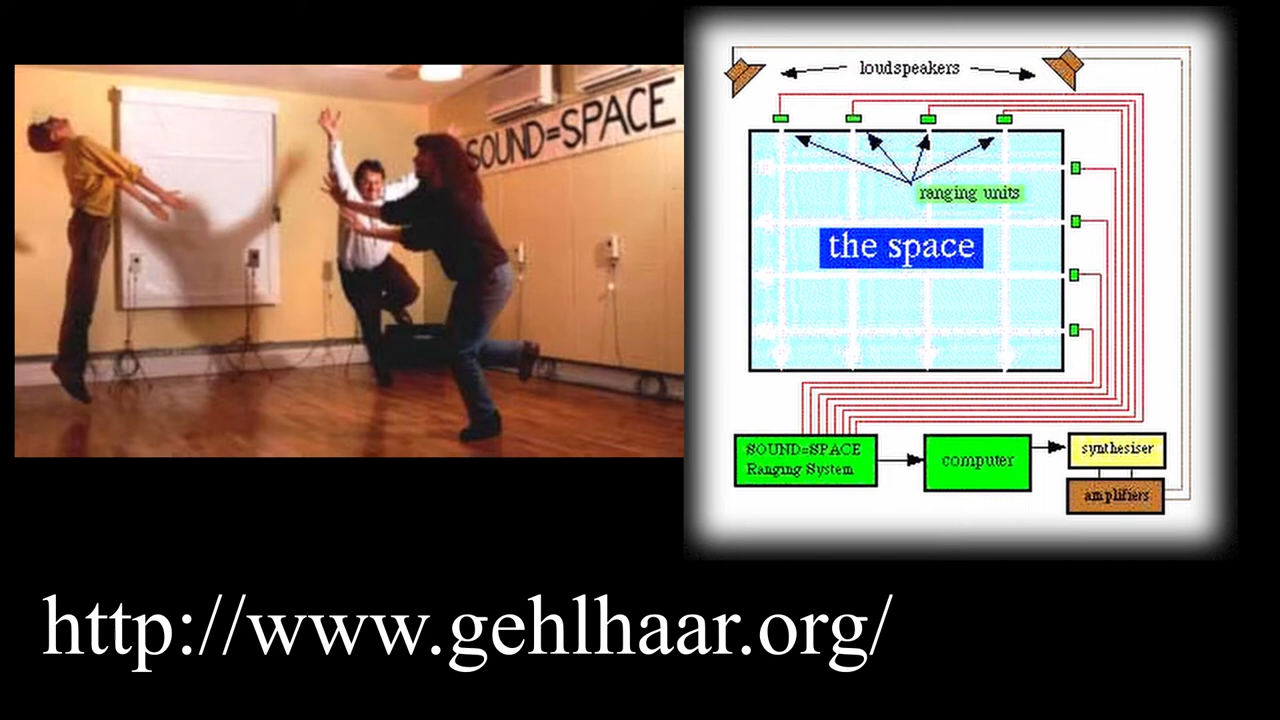 SOUND=SPACE
loudspeakers
ranging units
the space
SOUND=SPACE
Ranging System
computer
synthesiser
amplifiers
http://www.gehlhaar.org/